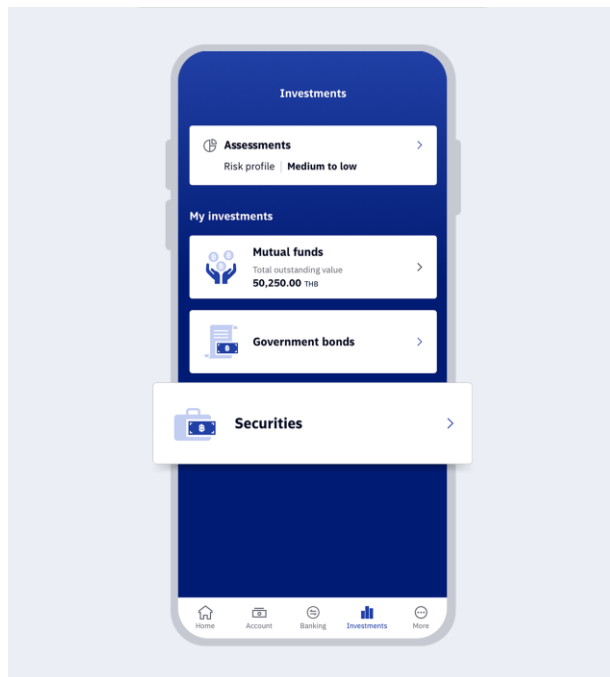 Investments
Assessments
Risk profile | Medium to low
My investments
Mutual funds
Total outstanding value
50,250.00 THB
Government bonds
Securities
Home
Account
Banking
Investments
More